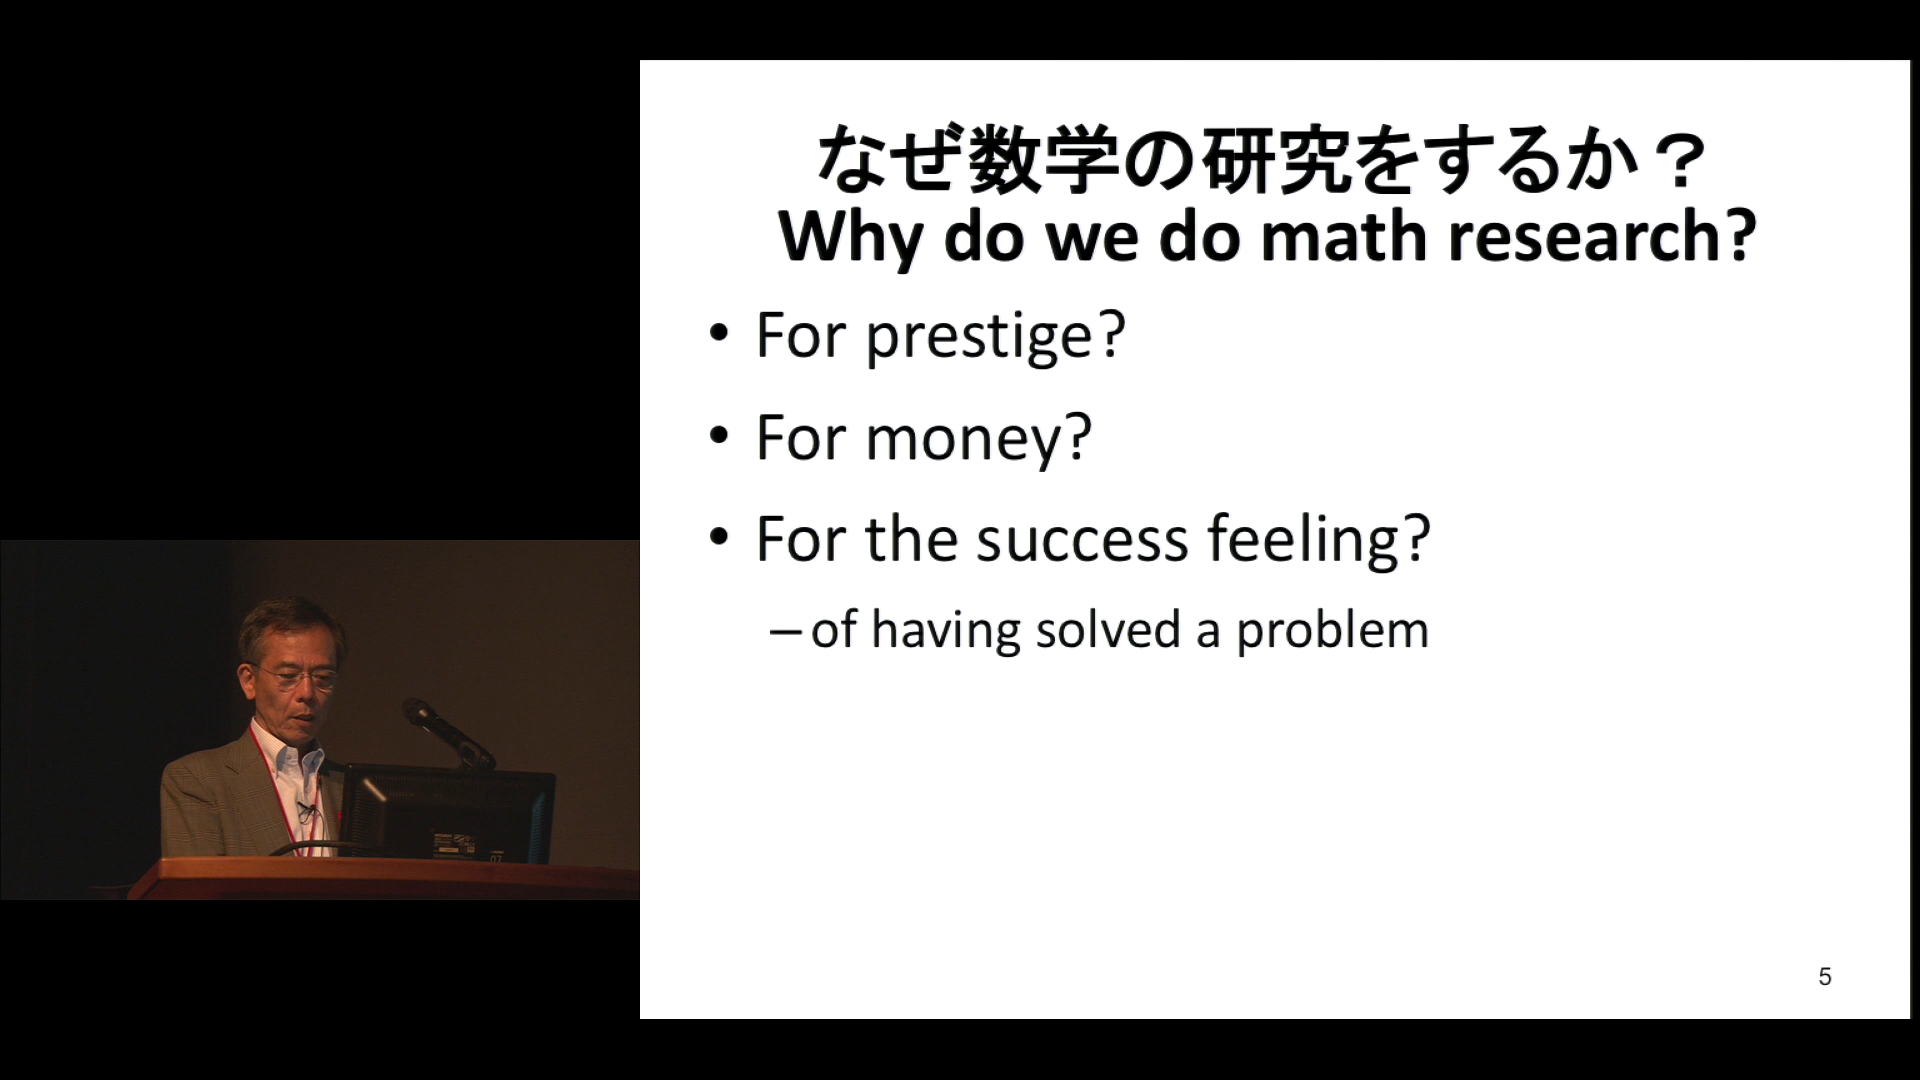 なぜ数学の研究をするか？
Why do we do math research?
• For prestige?
• For money?
• For the success feeling?
– of having solved a problem
5
07